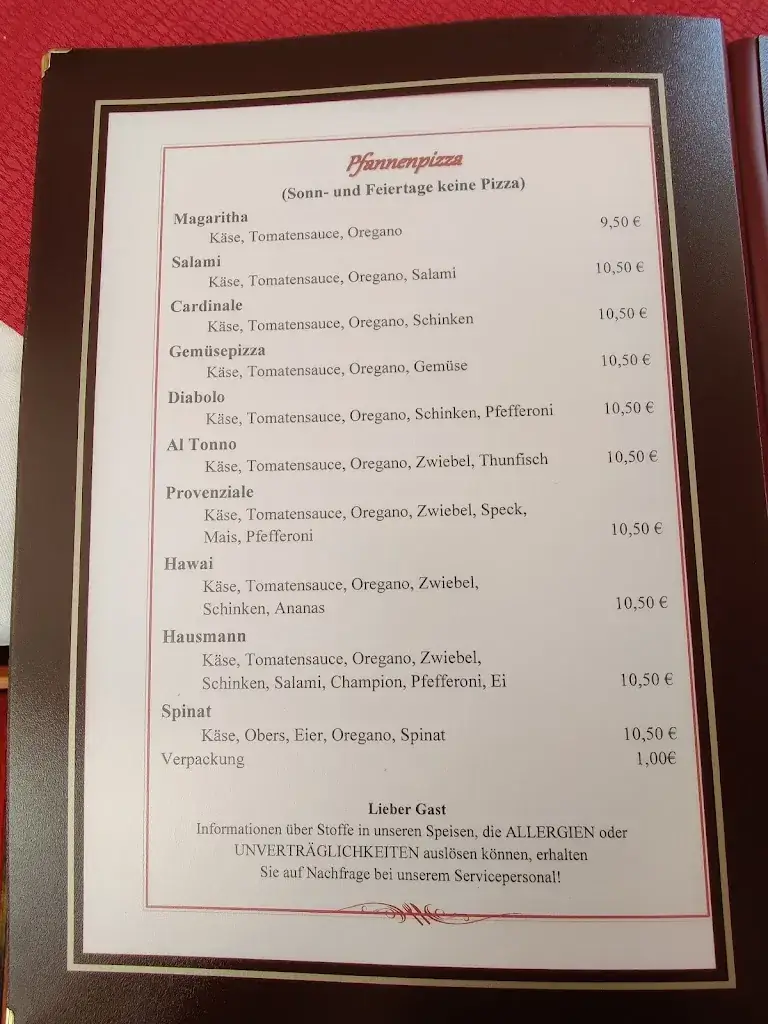 Pfannenpizza
(Sonn- und Feiertage keine Pizza)
Magaritha
Käse, Tomatensauce, Oregano 9,50 €
Salami
Käse, Tomatensauce, Oregano, Salami 10,50 €
Cardinale
Käse, Tomatensauce, Oregano, Schinken 10,50 €
Gemüsepizza
Käse, Tomatensauce, Oregano, Gemüse 10,50 €
Diabolo
Käse, Tomatensauce, Oregano, Schinken, Pfefferoni 10,50 €
Al Tonno
Käse, Tomatensauce, Oregano, Zwiebel, Thunfisch 10,50 €
Provenziale
Käse, Tomatensauce, Oregano, Zwiebel, Speck,
Mais, Pfefferoni 10,50 €
Hawai
Käse, Tomatensauce, Oregano, Zwiebel,
Schinken, Ananas 10,50 €
Hausmann
Käse, Tomatensauce, Oregano, Zwiebel,
Schinken, Salami, Champion, Pfefferoni, Ei 10,50 €
Spinat
Käse, Obers, Eier, Oregano, Spinat 10,50 €
Verpackung 1,00€
Lieber Gast
Informationen über Stoffe in unseren Speisen, die ALLERGIEN oder
UNVERTRÄGLICHKEITEN auslösen können, erhalten
Sie auf Nachfrage bei unserem Servicepersonal!